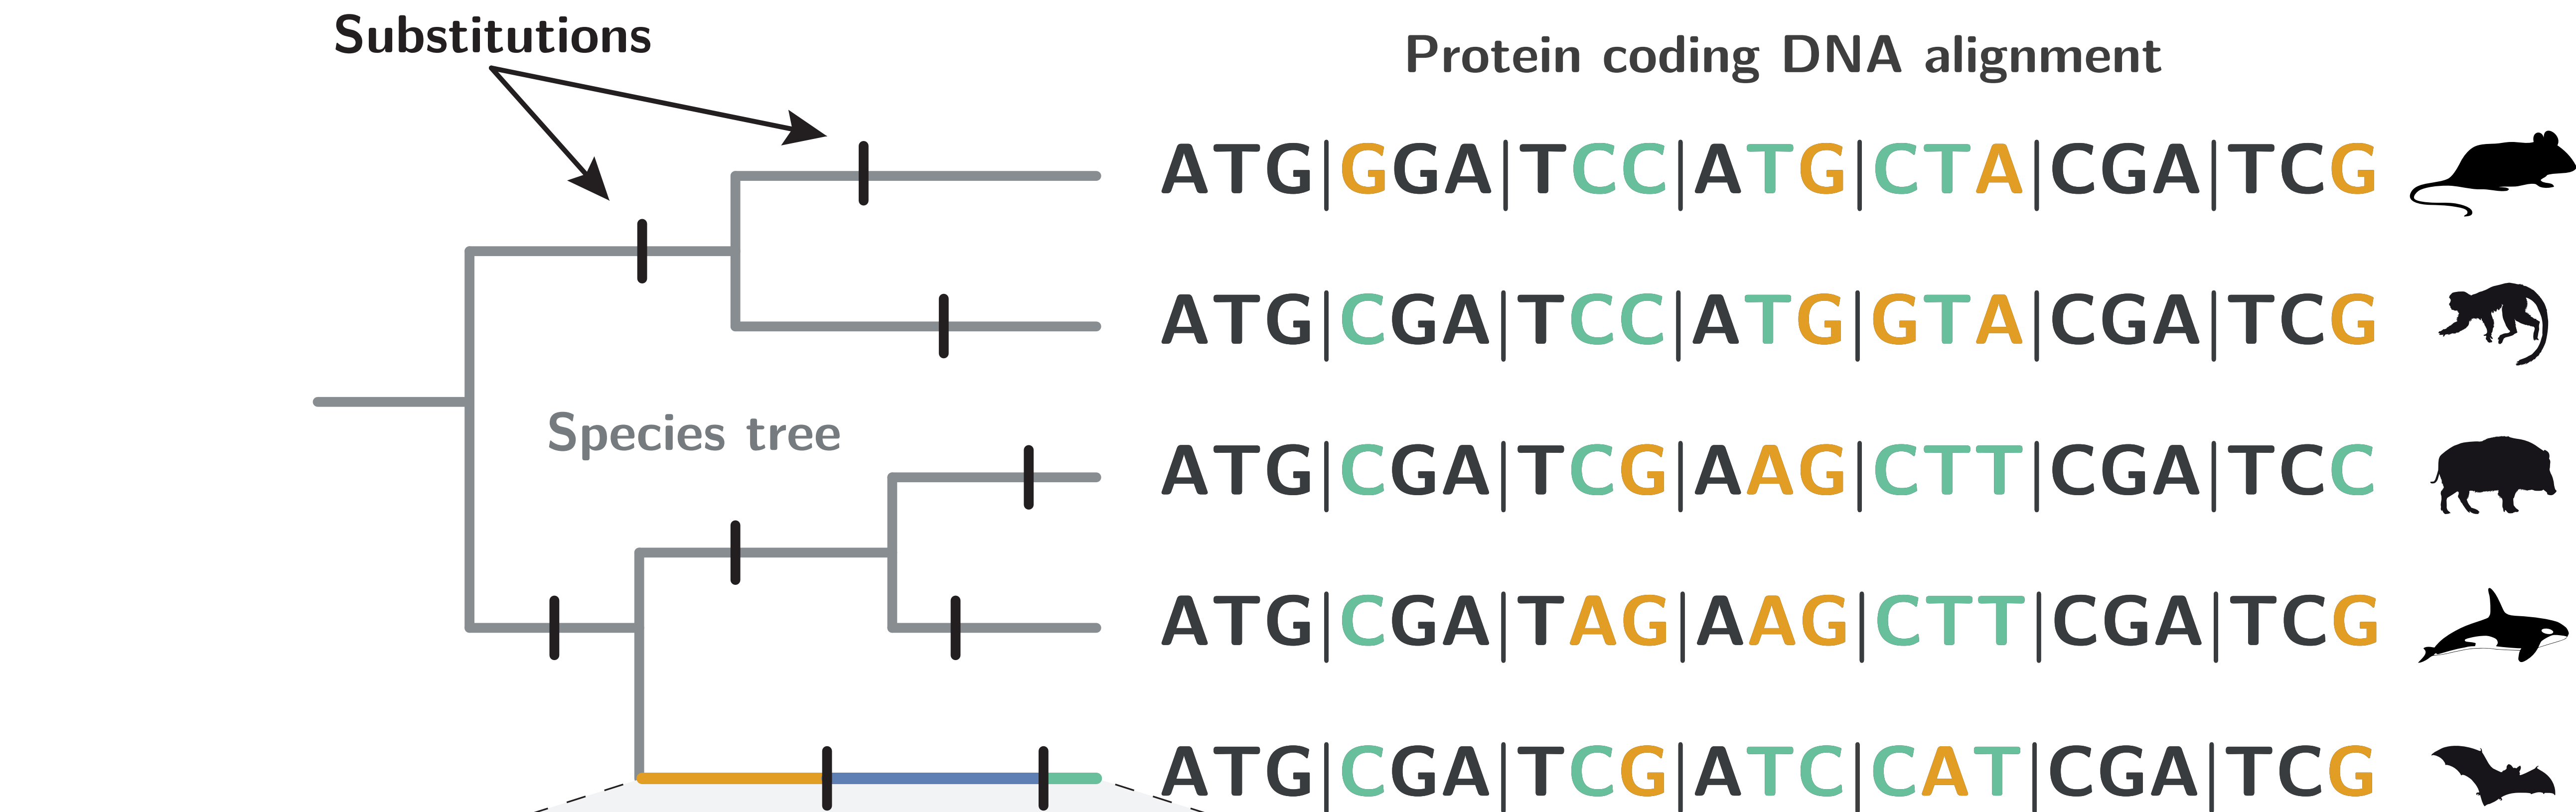 Substitutions
Protein coding DNA alignment
ATG|GGA|TCC|ATG|CTA|CGA|TCG
ATG|CGA|TCC|ATG|GTA|CGA|TCG
Species tree
ATG|CGA|TCG|AAG|CTT|CGA|TCC
ATG|CGA|TAG|AAG|CTT|CGA|TCG
ATG|CGA|TCG|ATC|CAT|CGA|TCG